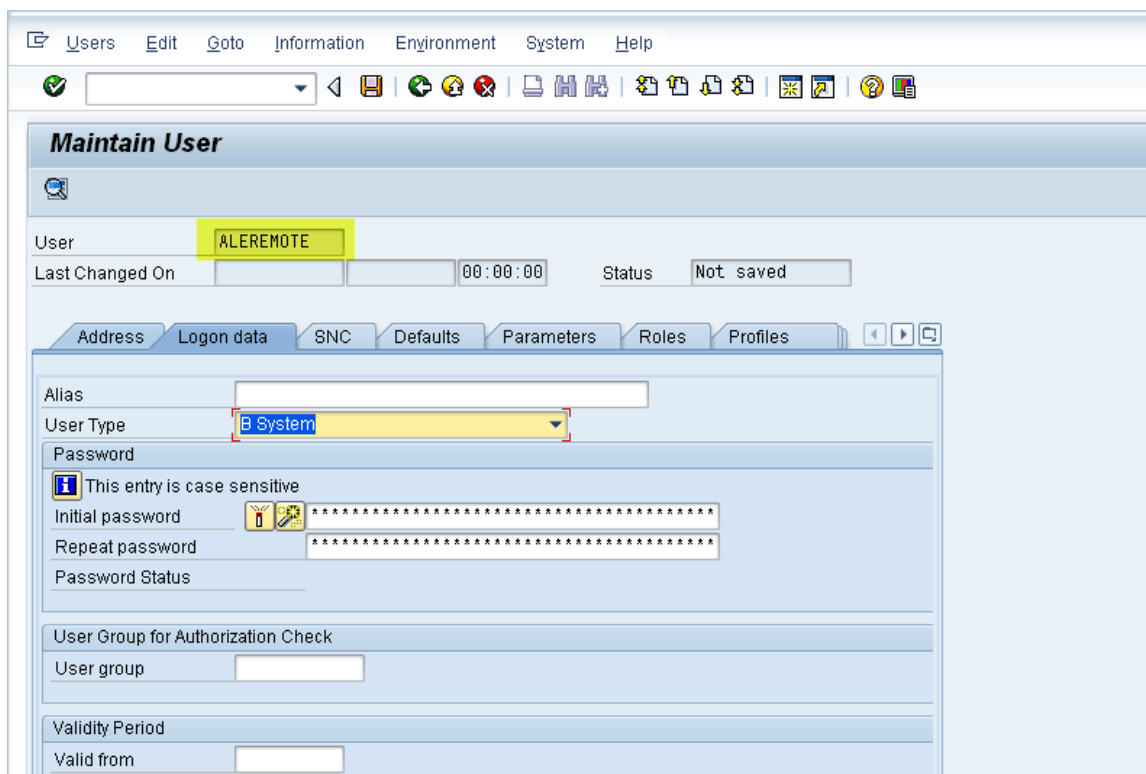 Users Edit Goto Information Environment System Help
Maintain User
User ALEREMOTE
Last Changed On 00:00:00 Status Not saved
Address Logon data SNC Defaults Parameters Roles Profiles
Alias
User Type B System
Password
This entry is case sensitive
Initial password ****************************************
Repeat password ****************************************
Password Status
User Group for Authorization Check
User group
Validity Period
Valid from